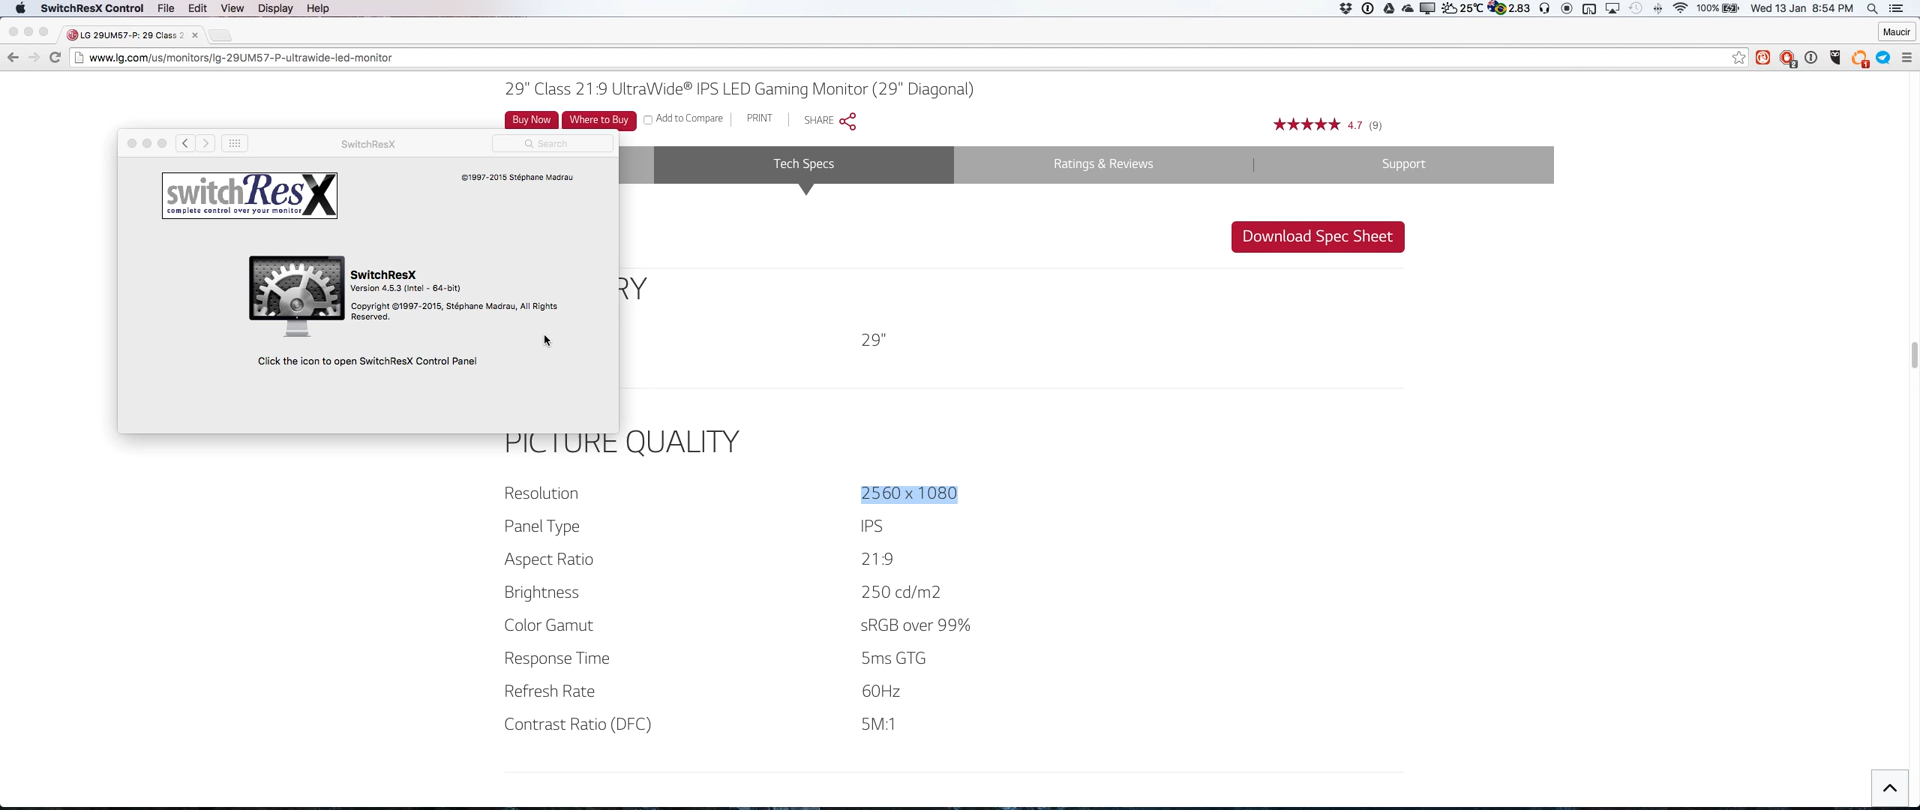 SwitchResX Control File Edit View Display Help
25°C 2.83 100% Wed 13 Jan 8:54 PM
LG 29UM57-P: 29 Class 2
Maucir
www.lg.com/us/monitors/lg-29UM57-P-ultrawide-led-monitor
29" Class 21:9 UltraWide® IPS LED Gaming Monitor (29" Diagonal)
Buy Now Where to Buy Add to Compare PRINT SHARE
4.7 (9)
Tech Specs Ratings & Reviews Support
SwitchResX
Search
switchResX
complete control over your monitor
©1997-2015 Stéphane Madrau
SwitchResX
Version 4.5.3 (Intel - 64-bit)
Copyright ©1997-2015, Stéphane Madrau, All Rights
Reserved.
Click the icon to open SwitchResX Control Panel
Download Spec Sheet
RY
29"
PICTURE QUALITY
Resolution 2560 x 1080
Panel Type IPS
Aspect Ratio 21:9
Brightness 250 cd/m2
Color Gamut sRGB over 99%
Response Time 5ms GTG
Refresh Rate 60Hz
Contrast Ratio (DFC) 5M:1